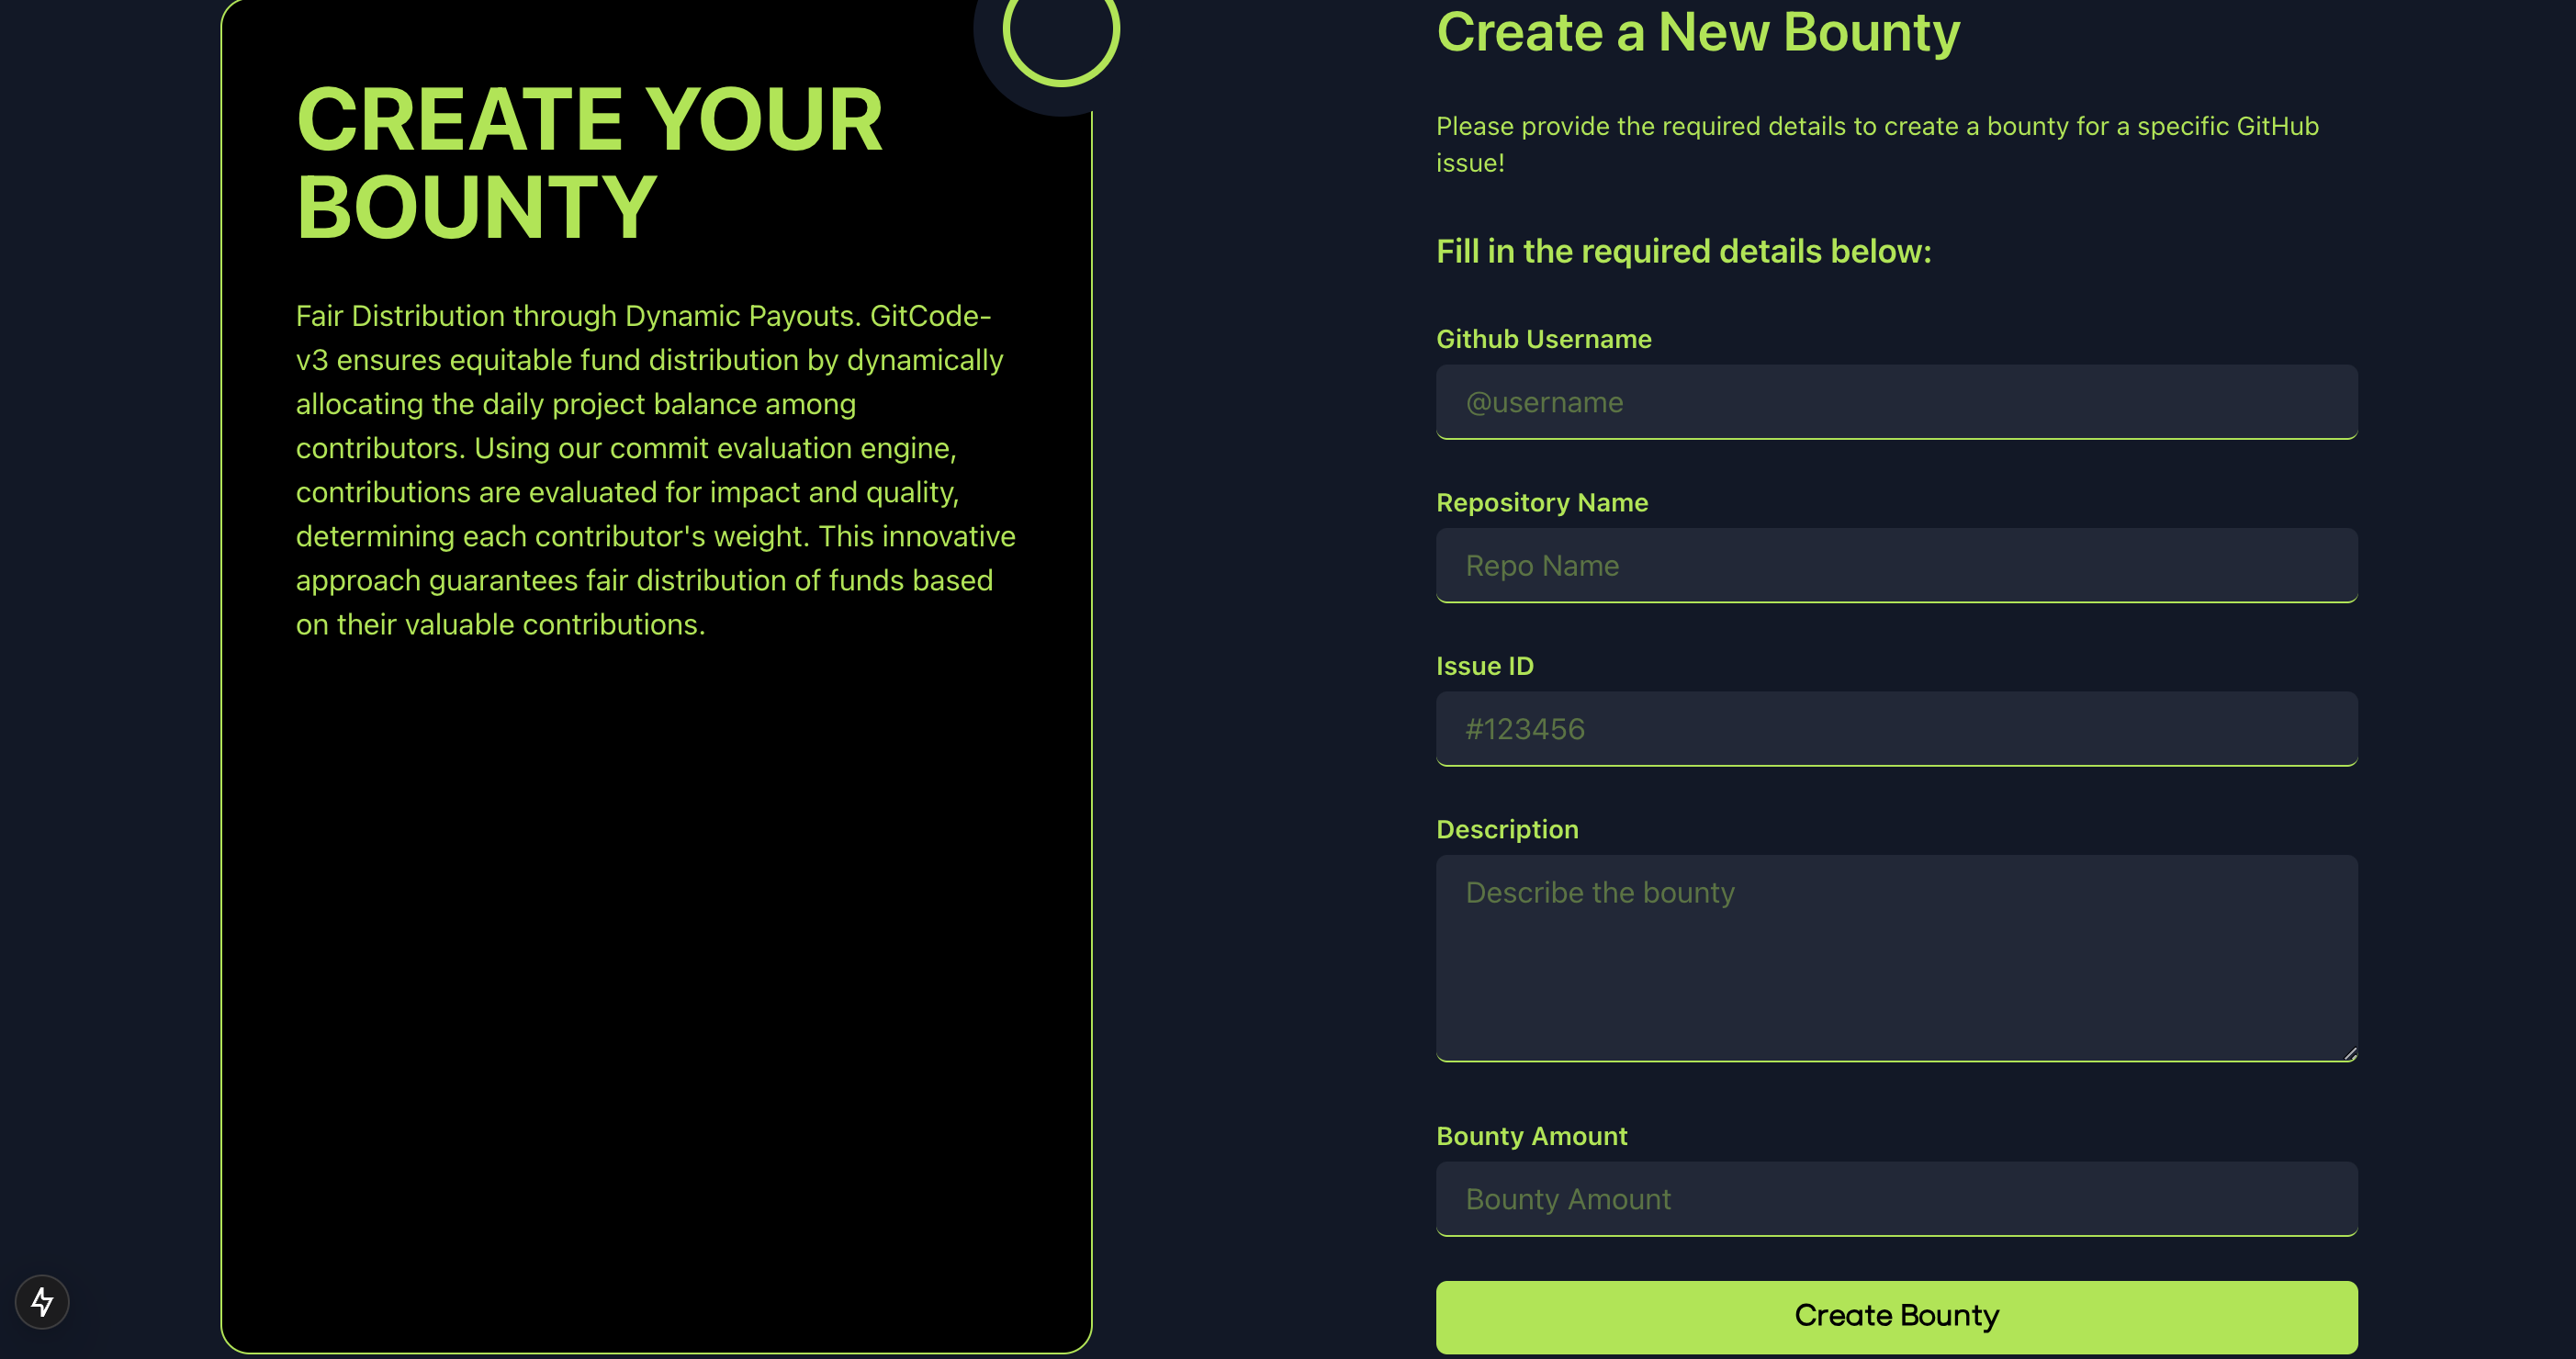 CREATE YOUR
BOUNTY
Fair Distribution through Dynamic Payouts. GitCode-
v3 ensures equitable fund distribution by dynamically
allocating the daily project balance among
contributors. Using our commit evaluation engine,
contributions are evaluated for impact and quality,
determining each contributor's weight. This innovative
approach guarantees fair distribution of funds based
on their valuable contributions.
Create a New Bounty
Please provide the required details to create a bounty for a specific GitHub
issue!
Fill in the required details below:
Github Username
@username
Repository Name
Repo Name
Issue ID
#123456
Description
Describe the bounty
Bounty Amount
Bounty Amount
Create Bounty